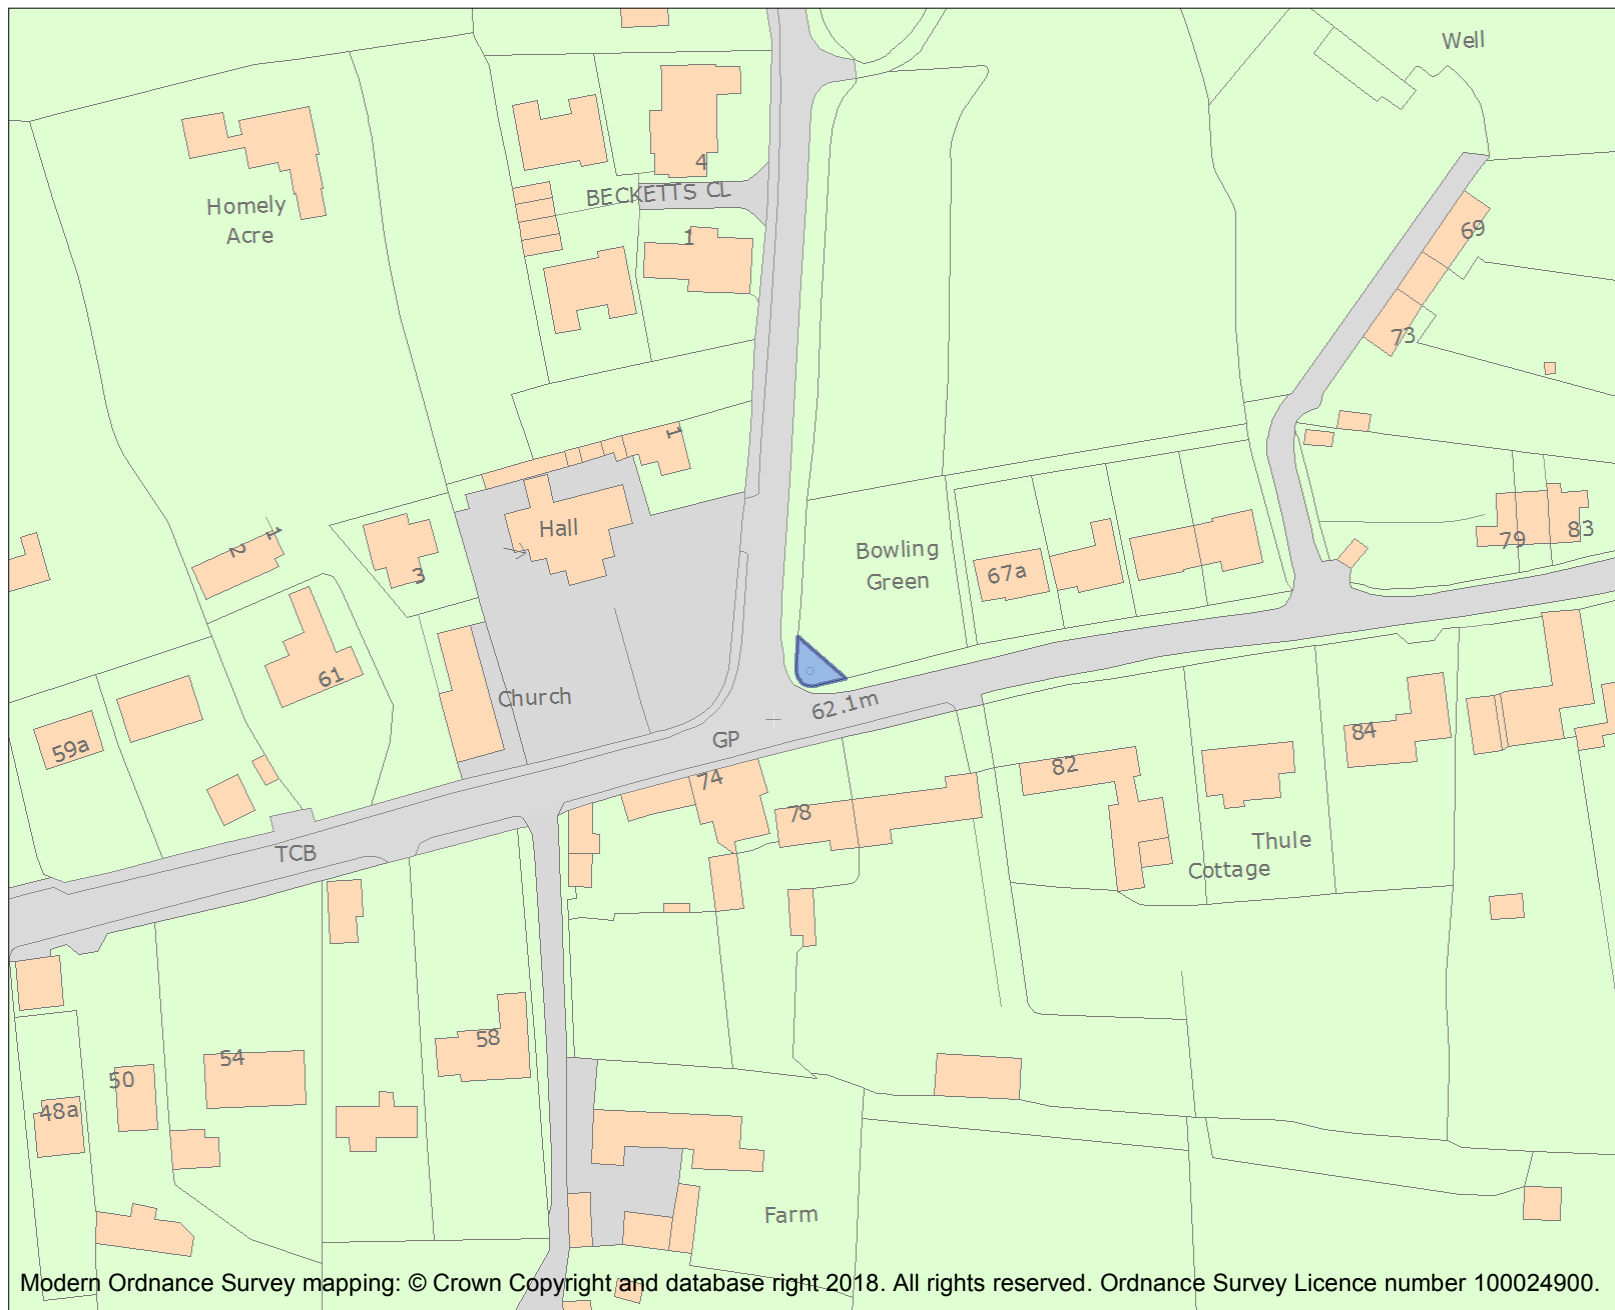 Well
4
BECKETTS CL
Homely
Acre
1
69
73
1
Hall
Bowling
Green
67a
79
83
1
2
3
61
Church
59a
62.1m
GP
74
78
82
84
Thule
Cottage
TCB
58
54
50
48a
Farm
Modern Ordnance Survey mapping: © Crown Copyright and database right 2018. All rights reserved. Ordnance Survey Licence number 100024900.